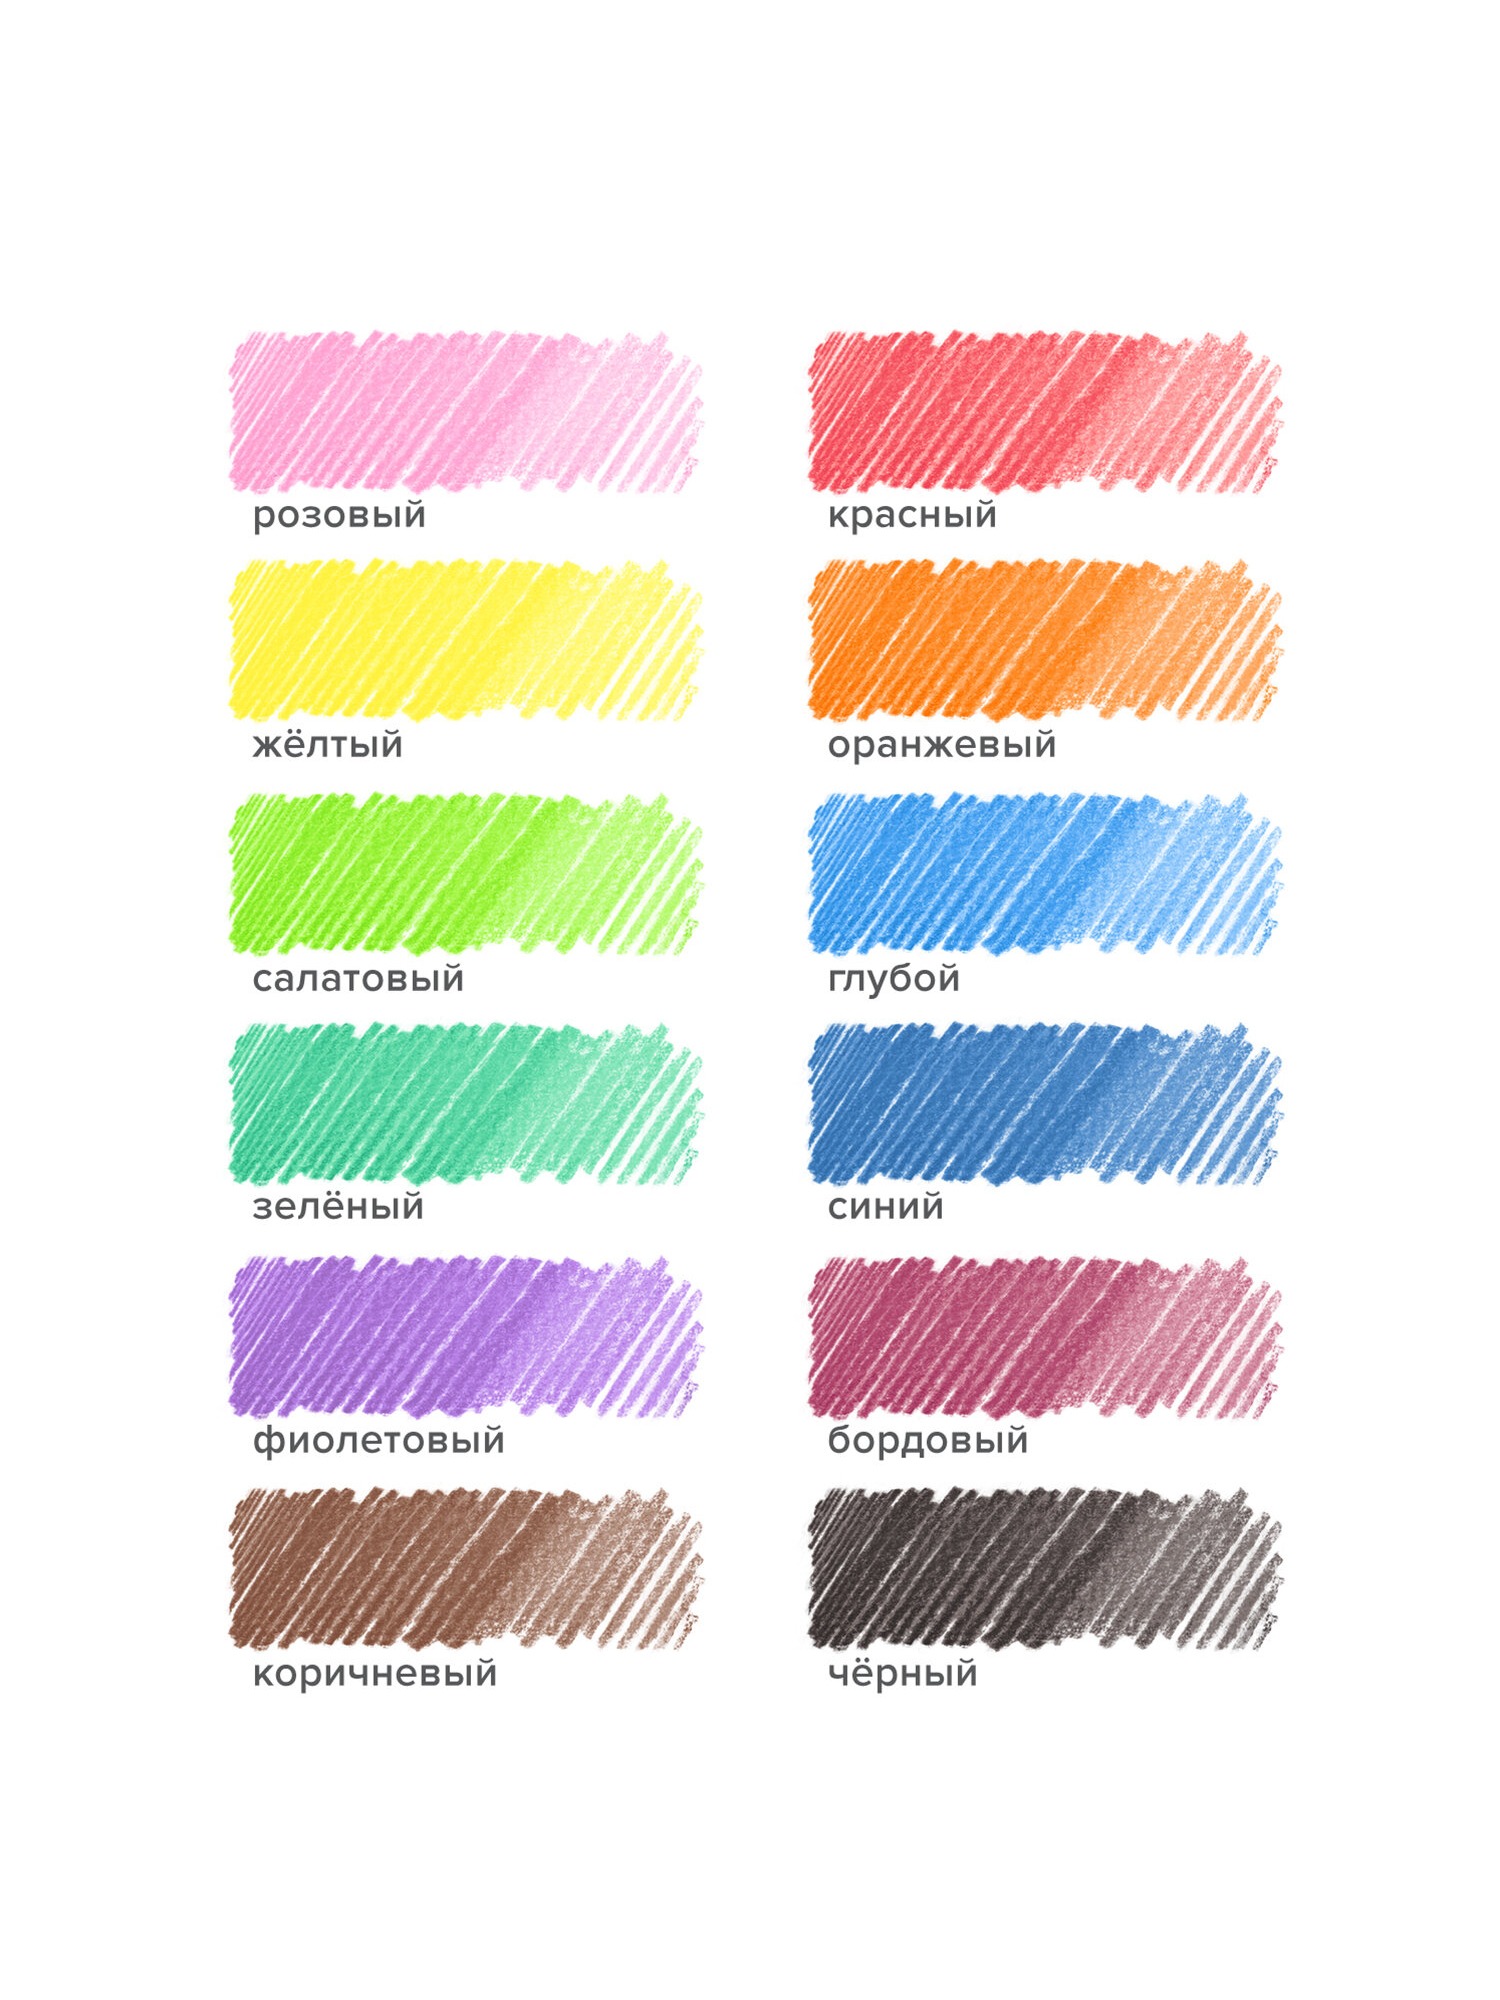 розовый
красный
жёлтый
оранжевый
салатовый
глубой
зелёный
синий
фиолетовый
бордовый
коричневый
чёрный